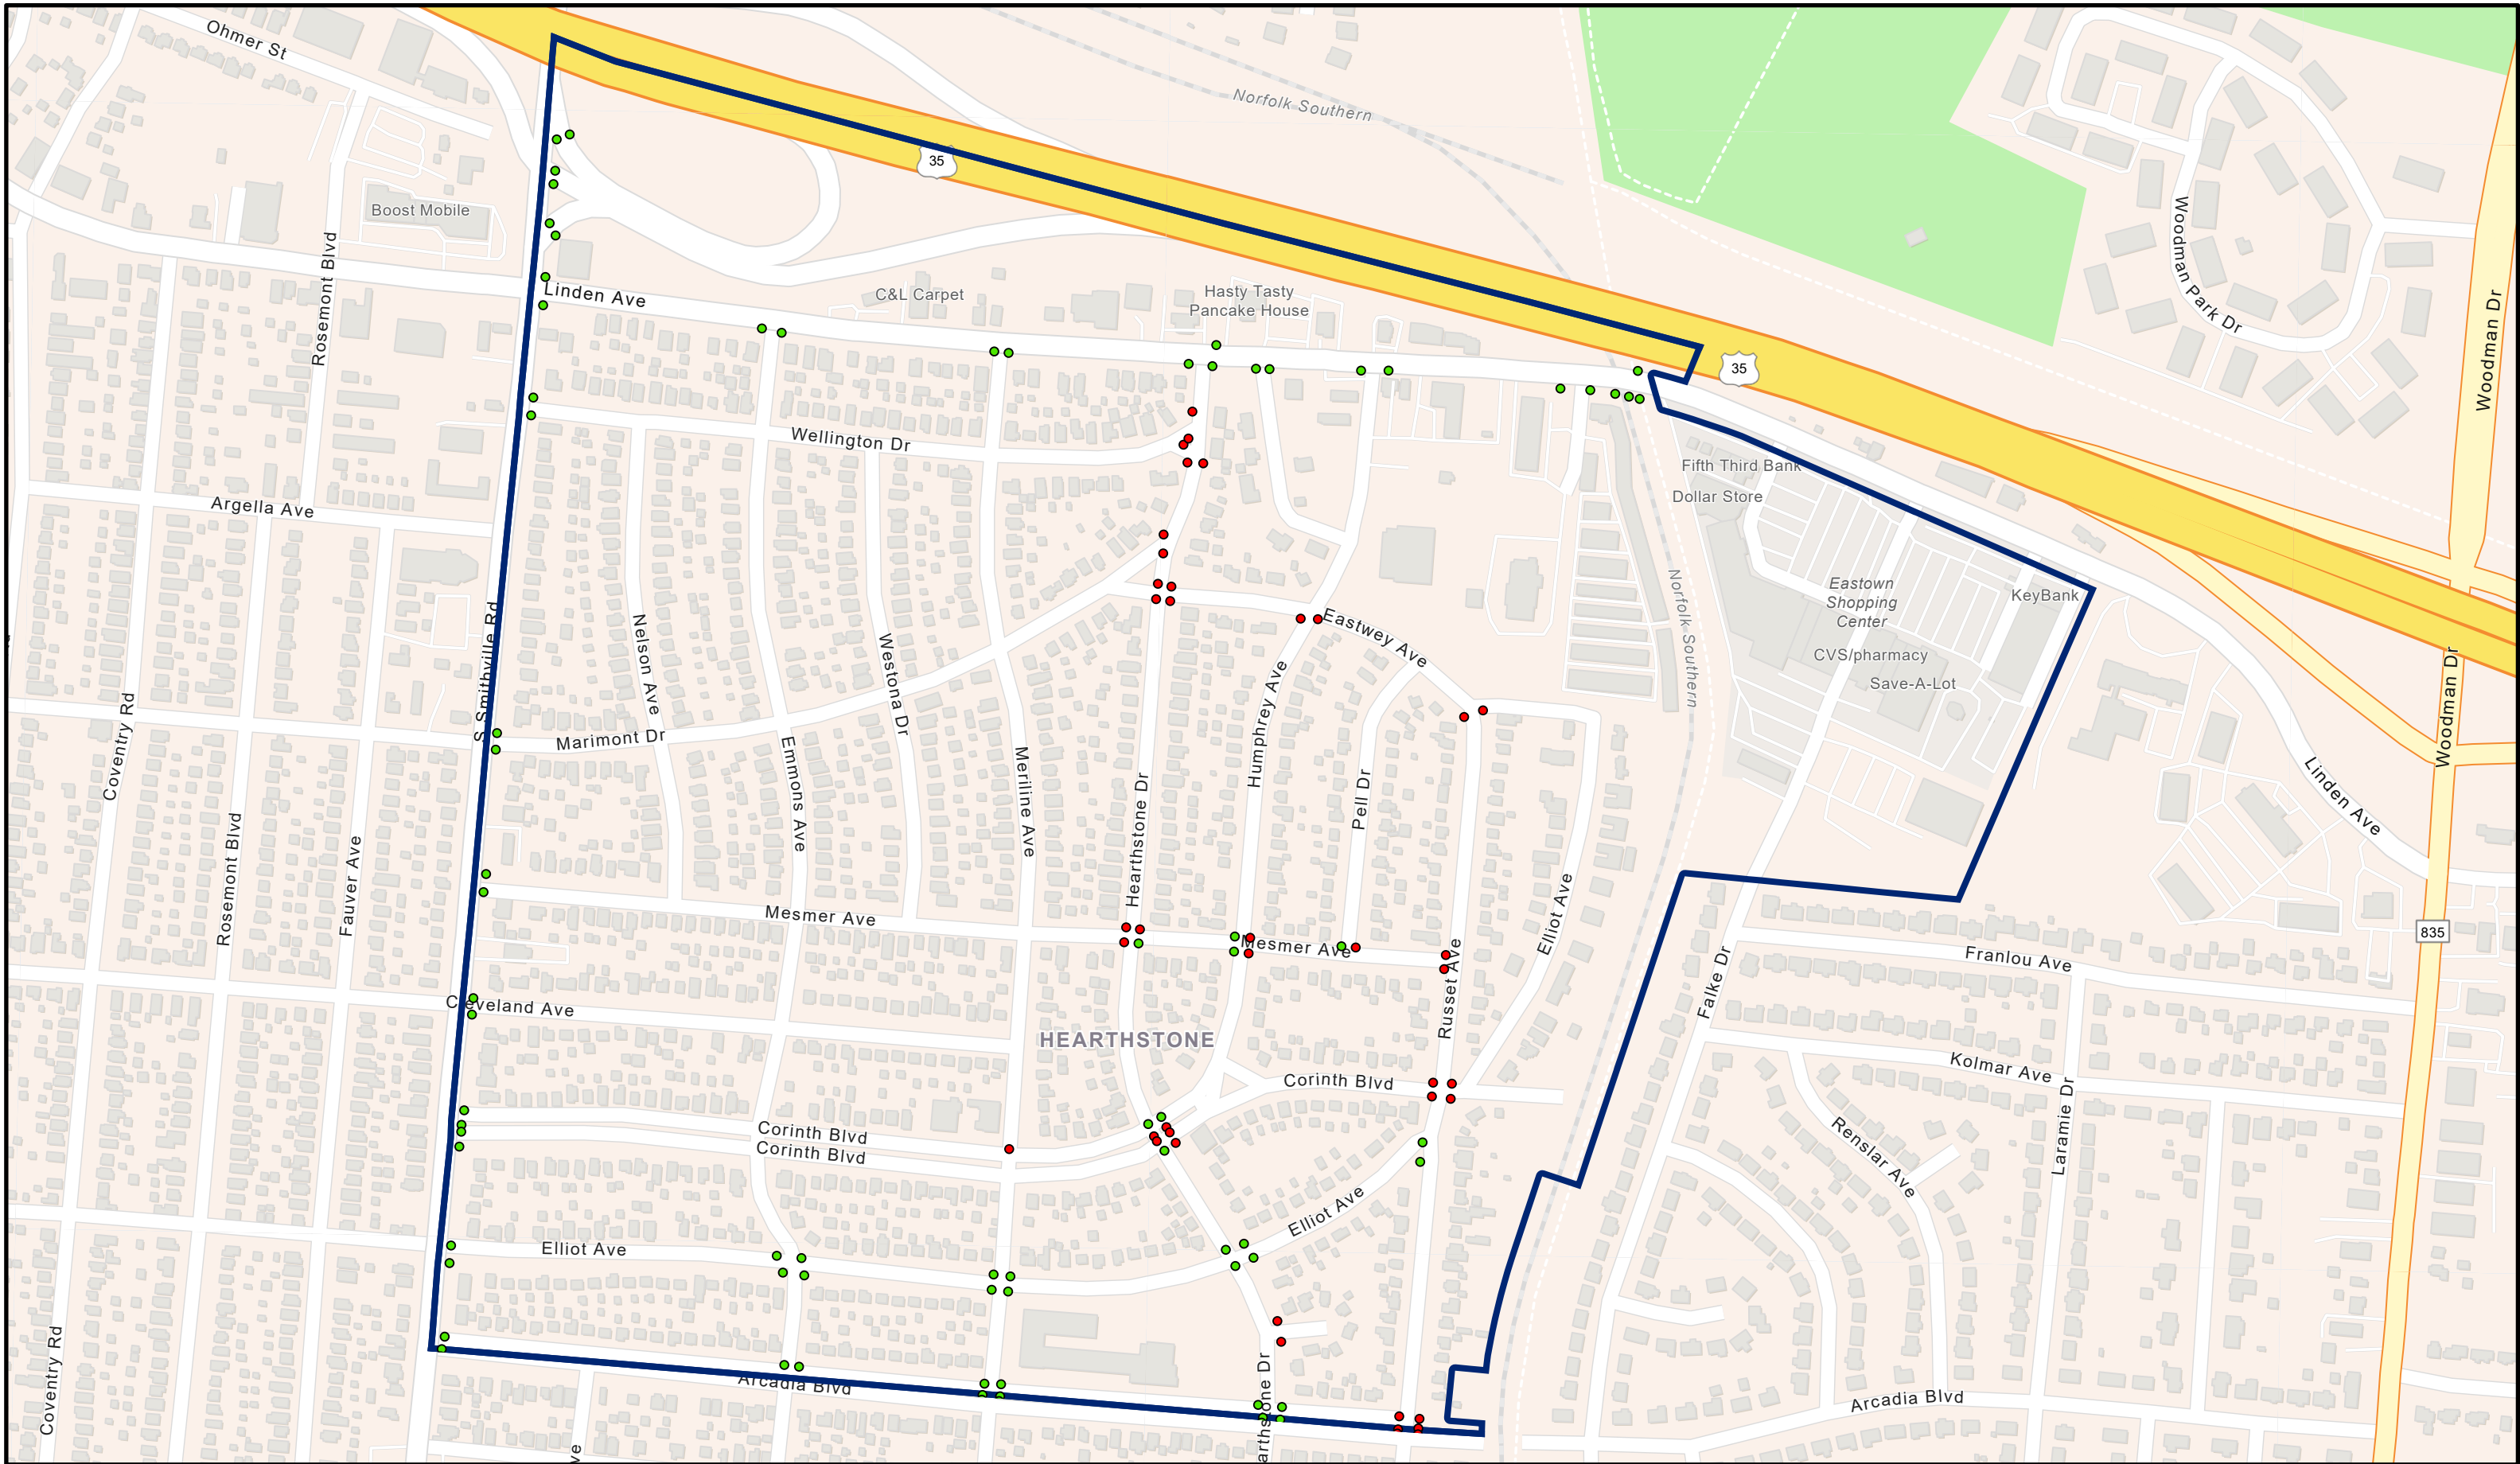 Ohmer St
Norfolk Southern
35
Boost Mobile
Rosemont Blvd
Linden Ave
C&L Carpet
Hasty Tasty
Pancake House
Woodman Park Dr
Woodman Dr
35
Wellington Dr
Argella Ave
Fifth Third Bank
Dollar Store
Eastown
Shopping
Center
KeyBank
CVS/pharmacy
Save-A-Lot
Norfolk Southern
Eastwey Ave
S Smithville Rd
Nelson Ave
Westona Dr
Marimont Dr
Emmons Ave
Meriline Ave
Hearthstone Dr
Humphrey Ave
Pell Dr
Coventry Rd
Rosemont Blvd
Fauver Ave
Woodman Dr
Linden Ave
Mesmer Ave
Mesmer Ave
Russet Ave
Elliot Ave
Falke Dr
Franlou Ave
835
Cleveland Ave
HEARTHSTONE
Corinth Blvd
Kolmar Ave
Laramie Dr
Renslar Ave
Corinth Blvd
Corinth Blvd
Elliot Ave
Elliot Ave
Coventry Rd
Arcadia Blvd
arthstone Dr
Arcadia Blvd
ve